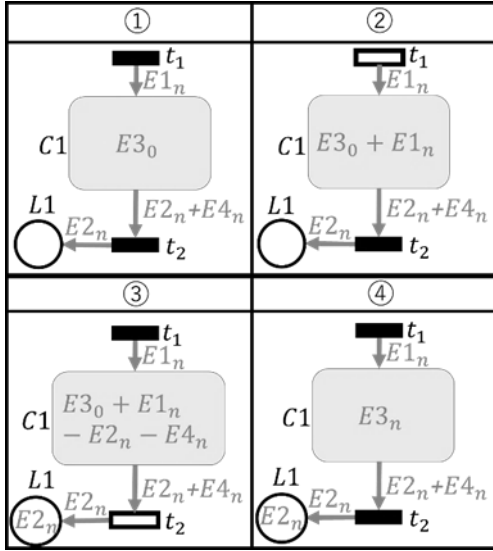 ①
t₁
E1ₙ
C1 E3₀
L1
E2ₙ+E4ₙ
E2ₙ
t₂
②
t₁
E1ₙ
C1 E3₀ + E1ₙ
L1
E2ₙ+E4ₙ
E2ₙ
t₂
③
t₁
E1ₙ
E3₀ + E1ₙ
C1 − E2ₙ − E4ₙ
L1
E2ₙ+E4ₙ
E2ₙ E2ₙ
t₂
④
t₁
E1ₙ
C1 E3ₙ
L1
E2ₙ+E4ₙ
E2ₙ E2ₙ
t₂